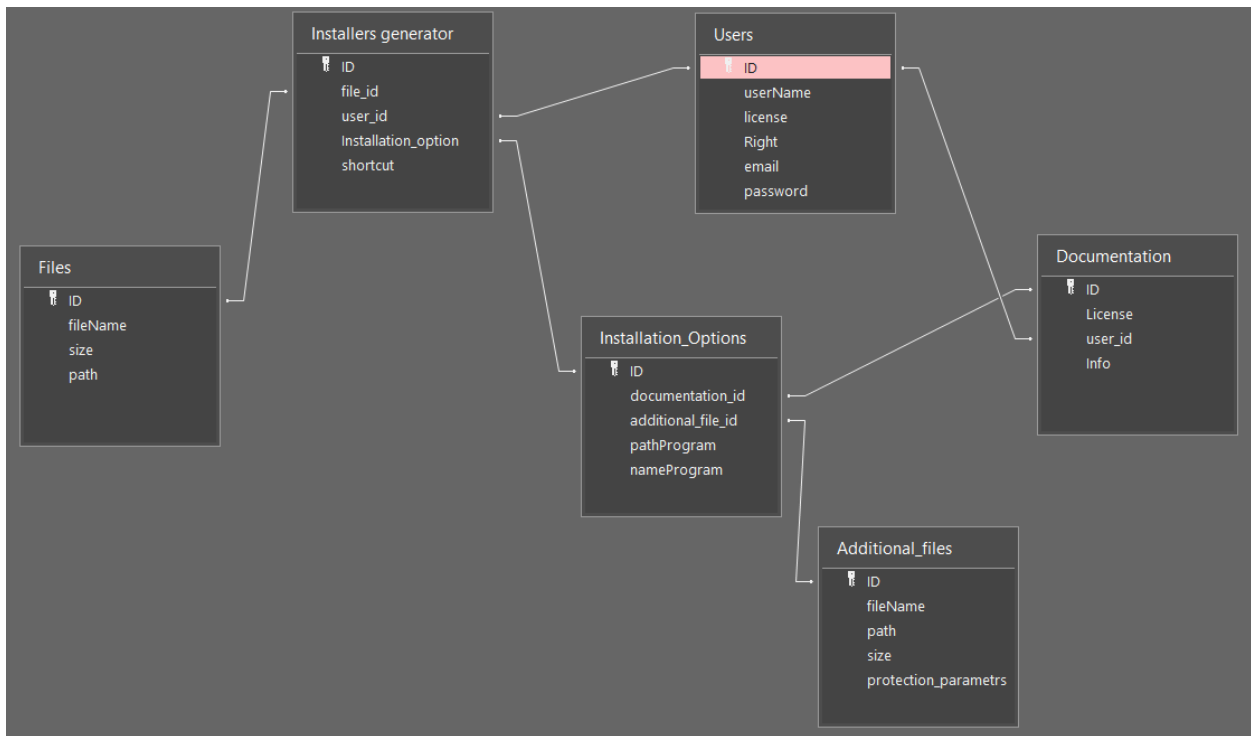 Installers generator
ID
file_id
user_id
Installation_option
shortcut
Users
ID
userName
license
Right
email
password
Files
ID
fileName
size
path
Documentation
ID
License
user_id
Info
Installation_Options
ID
documentation_id
additional_file_id
pathProgram
nameProgram
Additional_files
ID
fileName
path
size
protection_parametrs